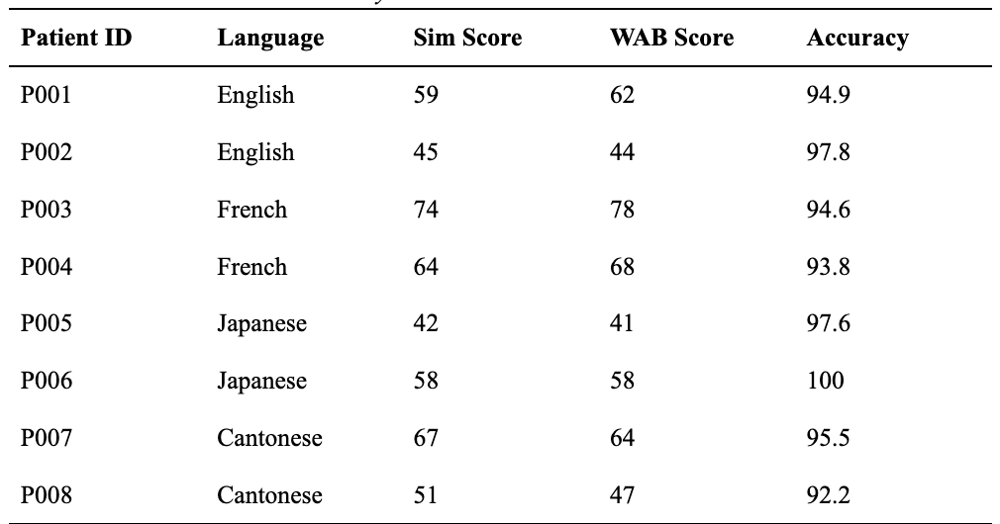 Patient ID Language Sim Score WAB Score Accuracy
P001 English 59 62 94.9
P002 English 45 44 97.8
P003 French 74 78 94.6
P004 French 64 68 93.8
P005 Japanese 42 41 97.6
P006 Japanese 58 58 100
P007 Cantonese 67 64 95.5
P008 Cantonese 51 47 92.2